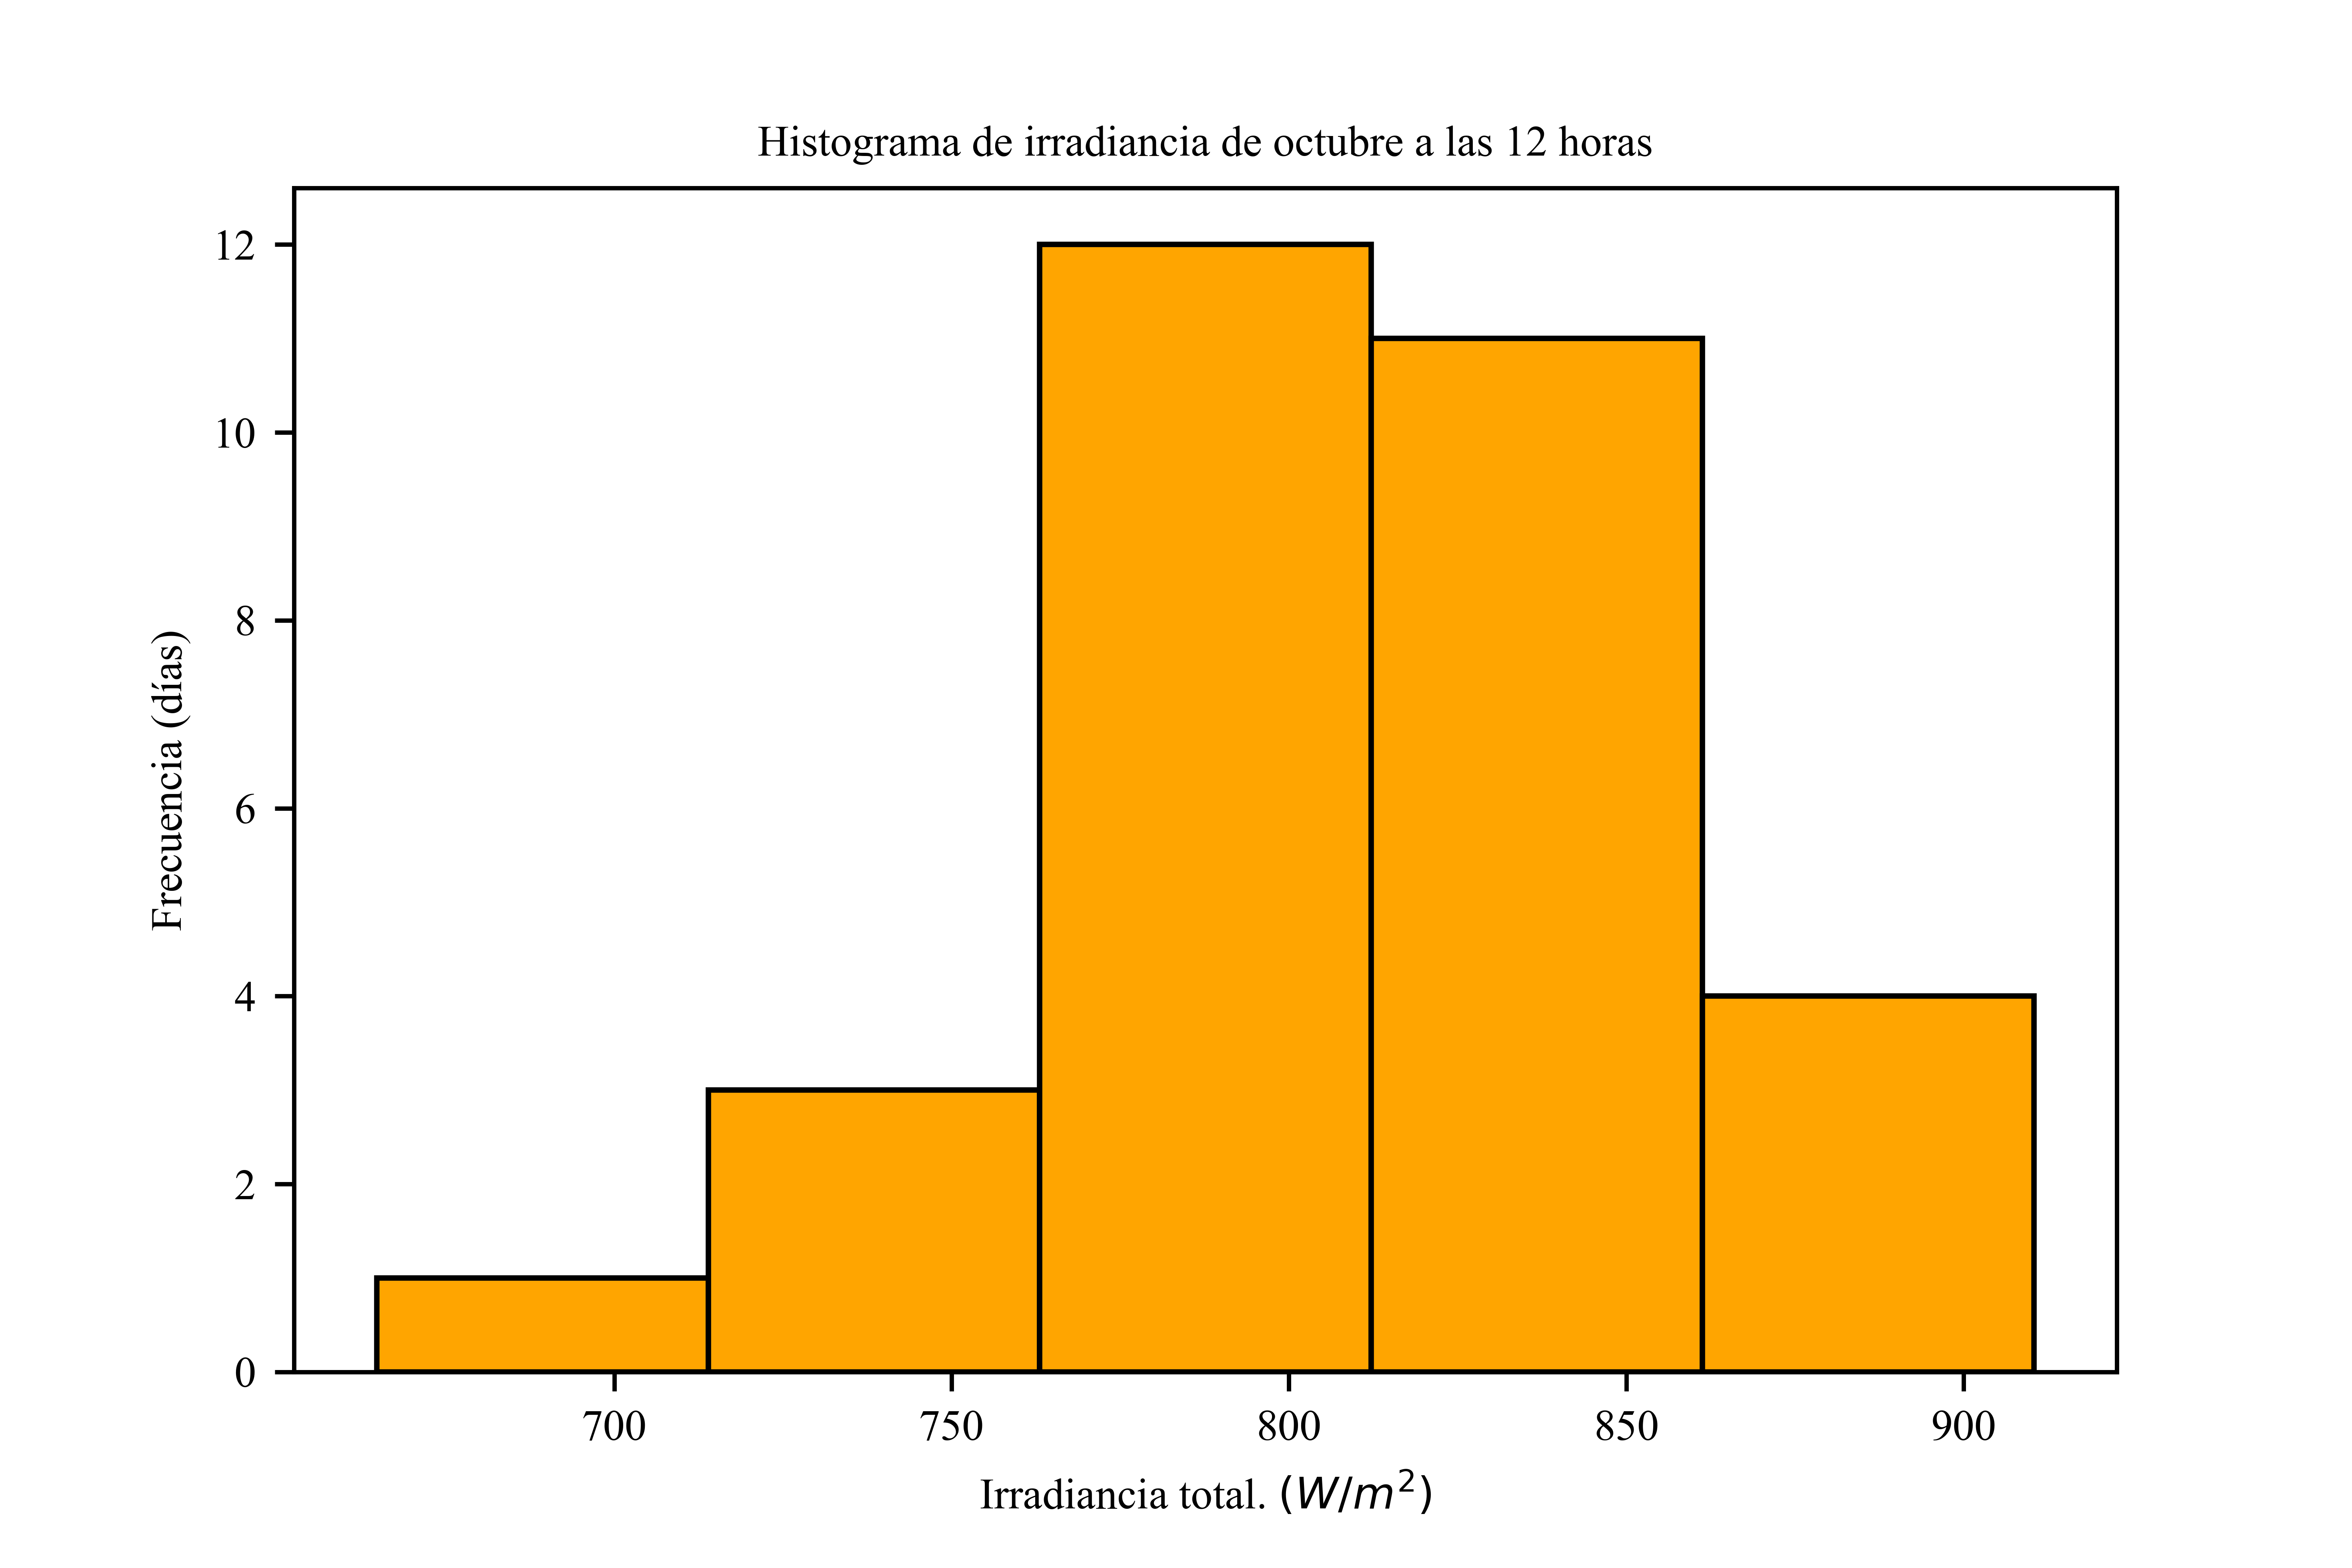 Histograma de irradiancia de octubre a las 12 horas
Frecuencia (días)
12
10
8
6
4
2
0
700 750 800 850 900
Irradiancia total. (W/m²)